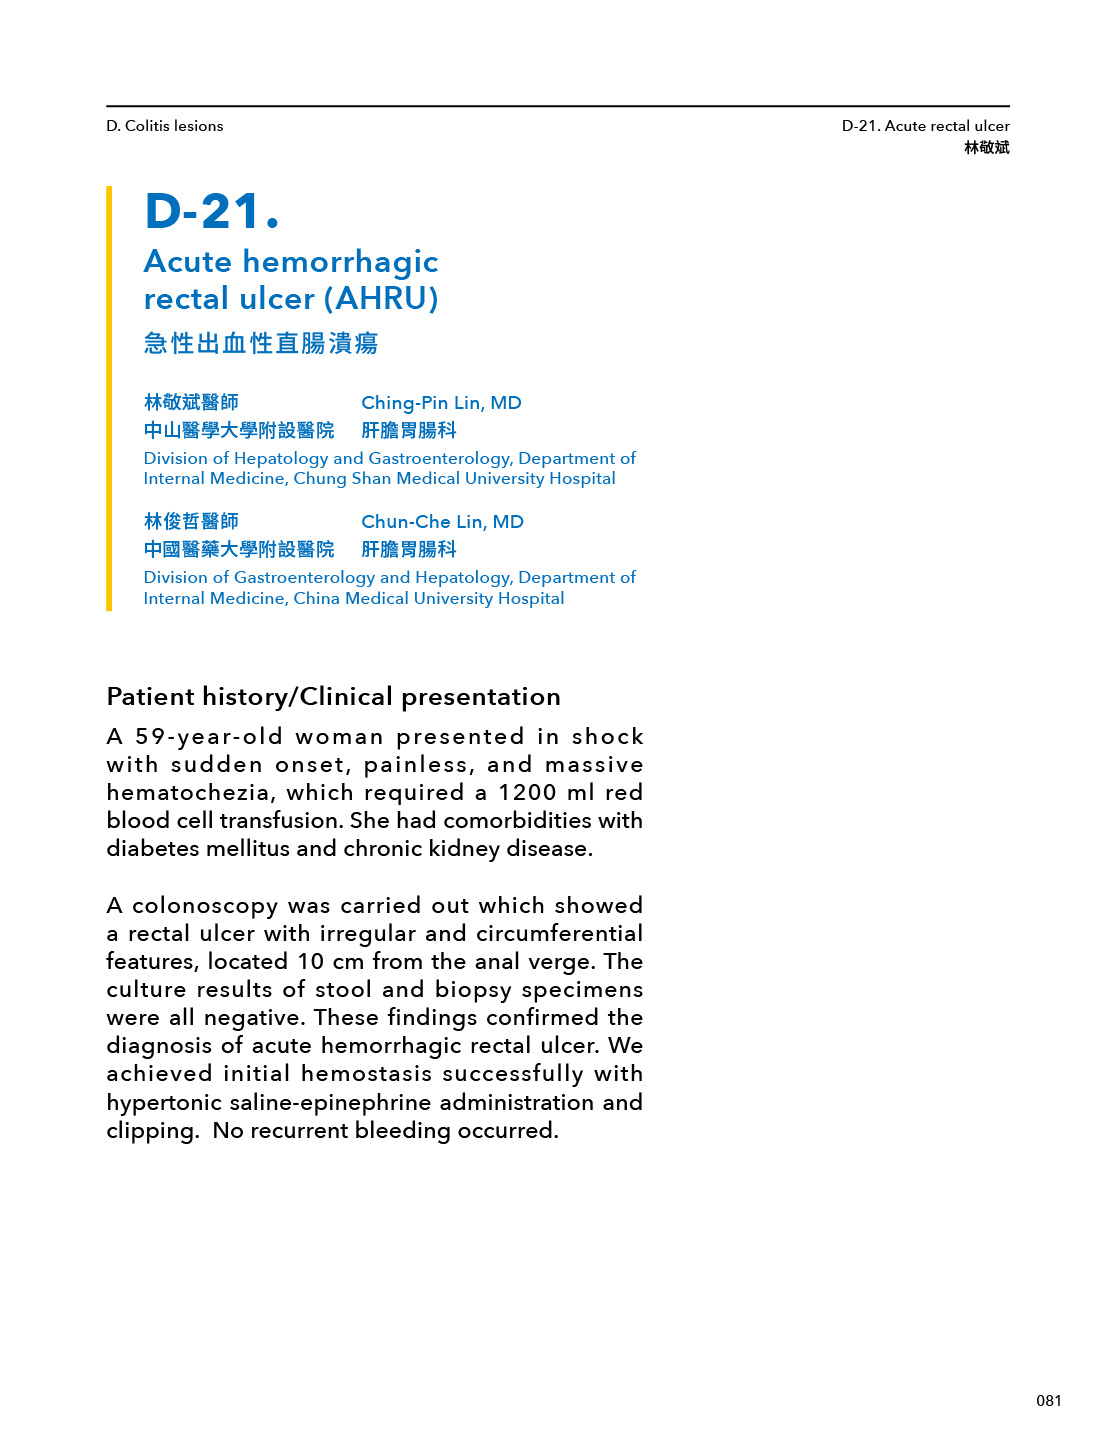 D. Colitis lesions
D-21. Acute rectal ulcer
林敬斌
D-21.
Acute hemorrhagic
rectal ulcer (AHRU)
急性出血性直腸潰瘍
林敬斌醫師 Ching-Pin Lin, MD
中山醫學大學附設醫院 肝膽胃腸科
Division of Hepatology and Gastroenterology, Department of
Internal Medicine, Chung Shan Medical University Hospital
林俊哲醫師 Chun-Che Lin, MD
中國醫藥大學附設醫院 肝膽胃腸科
Division of Gastroenterology and Hepatology, Department of
Internal Medicine, China Medical University Hospital
Patient history/Clinical presentation
A 59-year-old woman presented in shock
with sudden onset, painless, and massive
hematochezia, which required a 1200 ml red
blood cell transfusion. She had comorbidities with
diabetes mellitus and chronic kidney disease.
A colonoscopy was carried out which showed
a rectal ulcer with irregular and circumferential
features, located 10 cm from the anal verge. The
culture results of stool and biopsy specimens
were all negative. These findings confirmed the
diagnosis of acute hemorrhagic rectal ulcer. We
achieved initial hemostasis successfully with
hypertonic saline-epinephrine administration and
clipping.  No recurrent bleeding occurred.
081